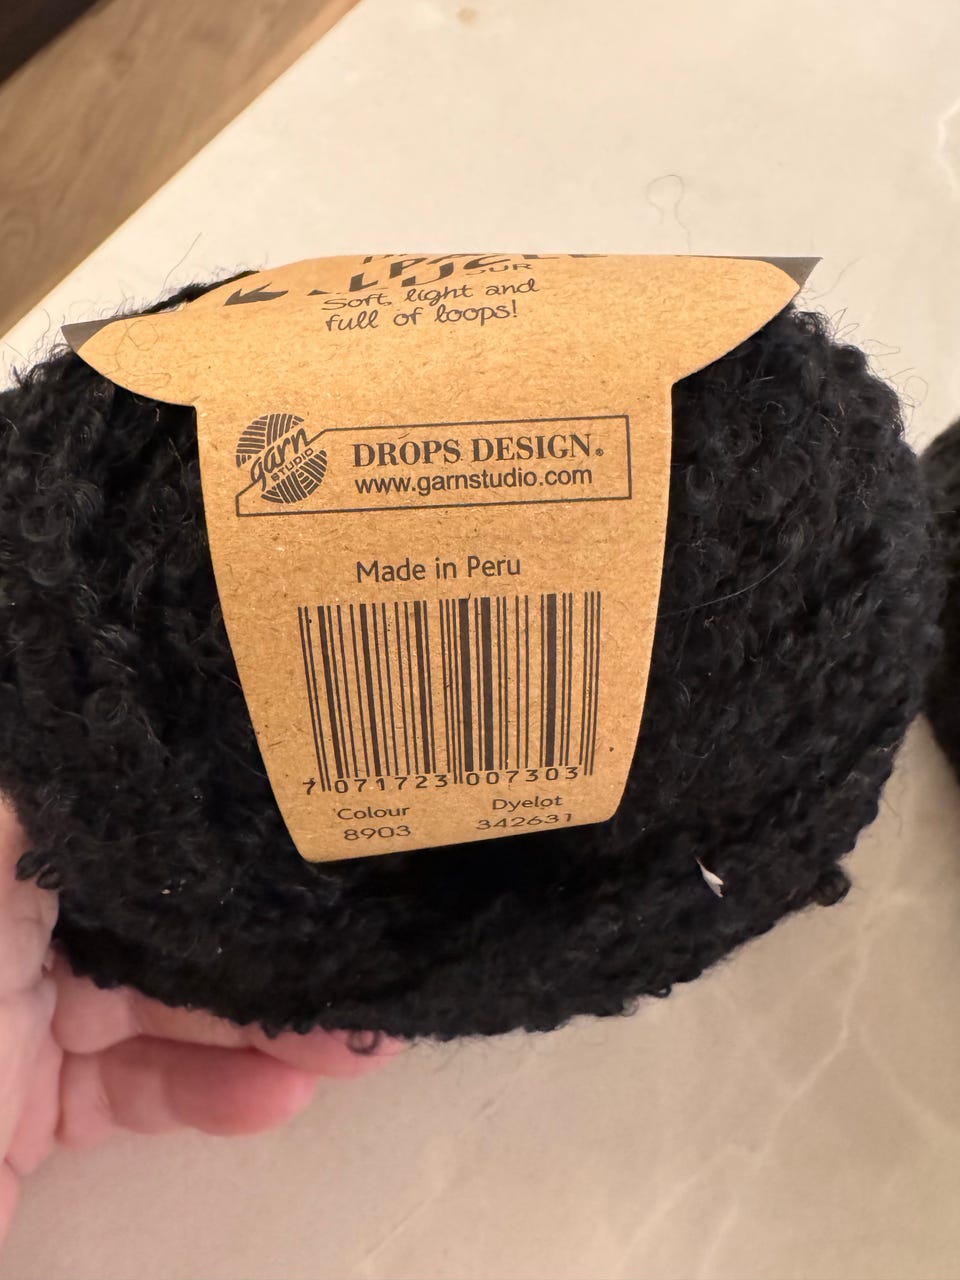 Soft, light and
full of loops!
garn
STUDIO
DROPS DESIGN®
www.garnstudio.com
Made in Peru
7 071723 007303
Colour Dyelot
8903 342631